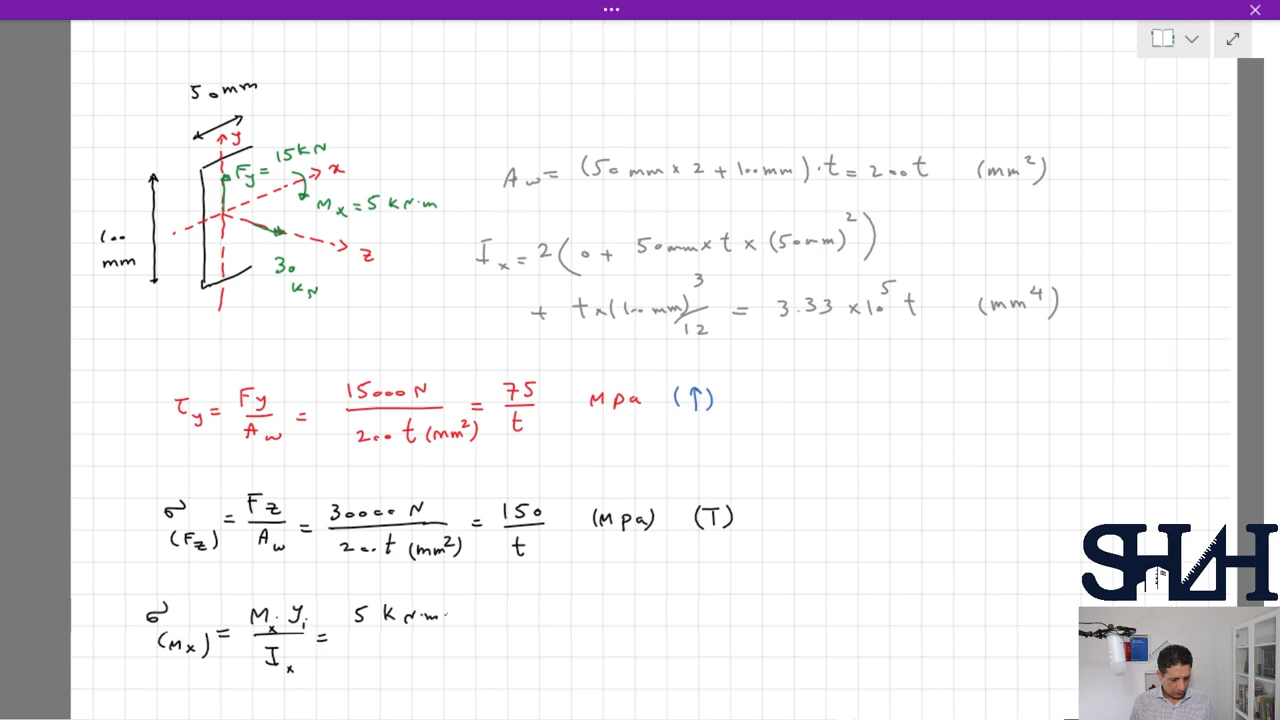 50mm
y
15kN
Fy =
x
Mx = 5 kN·m
100
mm
z
30
kN
Aw = (50 mm × 2 + 100mm) · t = 200 t (mm²)
Ix = 2 (0 + 50mm × t × (50mm)²)
+ t × (100 mm)³/12 = 3.33 × 10⁵ t (mm⁴)
τy = Fy/Aw = 15000 N/200 t (mm²) = 75/t Mpa (↑)
σ(Fz) = Fz/Aw = 30000 N/200 t (mm²) = 150/t (Mpa) (T)
σ(Mx) = Mx · yi/Ix = 5 kN·m·
SHZH